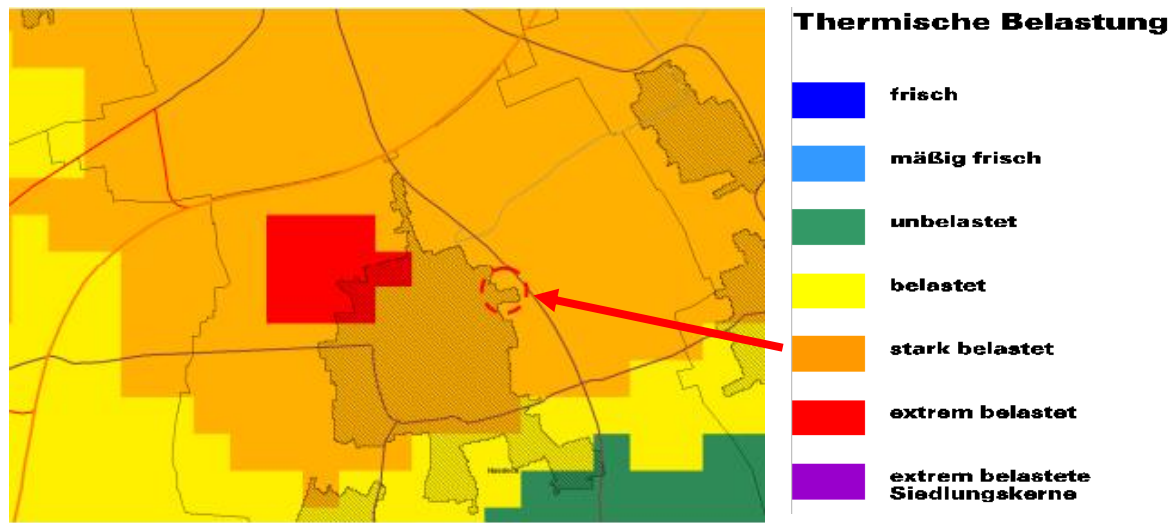 Thermische Belastung
frisch
mäßig frisch
unbelastet
belastet
stark belastet
extrem belastet
extrem belastete
Siedlungskerne